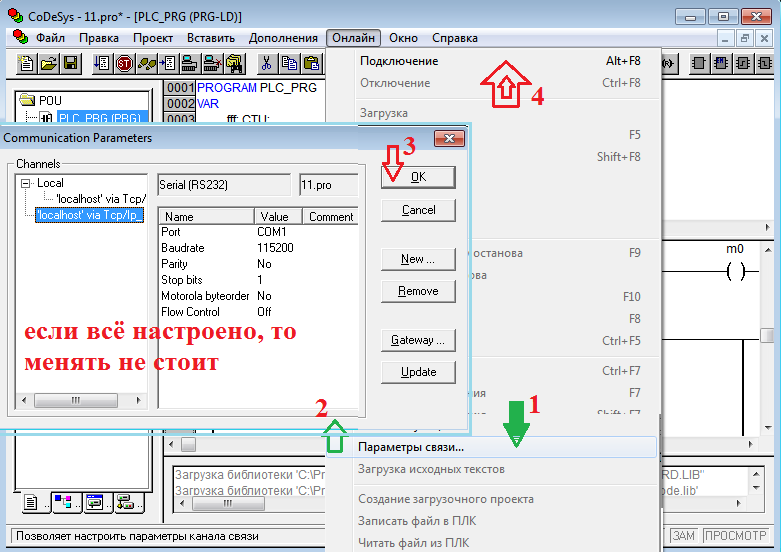 CoDeSys - 11.pro* - [PLC_PRG (PRG-LD)]
Файл Правка Проект Вставить Дополнения Онлайн Окно Справка
Подключение Alt+F8
Отключение Ctrl+F8
Загрузка
F5
Shift+F8
4
POU
PLC_PRG (PRG)
0001 PROGRAM PLC_PRG
0002 VAR
0003 fff: CTU;
Communication Parameters
3
Channels
Local
'localhost' via Tcp/
'localhost' via Tcp/Ip_
Serial (RS232) 11.pro
Name Value Comment
Port COM1
Baudrate 115200
Parity No
Stop bits 1
Motorola byteorder No
Flow Control Off
OK
Cancel
New ...
Remove
Gateway ...
Update
если всё настроено, то
менять не стоит
останова F9
ова
F10
F8
Ctrl+F5
Ctrl+F7
ния F7
m0
2
1
Параметры связи...
Загрузка исходных текстов
Создание загрузочного проекта
Записать файл в ПЛК
Читать файл из ПЛК
Загрузка библиотеки 'C:\Pr
Загрузка библиотеки 'C:\Pr
RD.LIB"
ode.lib'
Позволяет настроить параметры канала связи
ЗАМ ПРОСМОТР